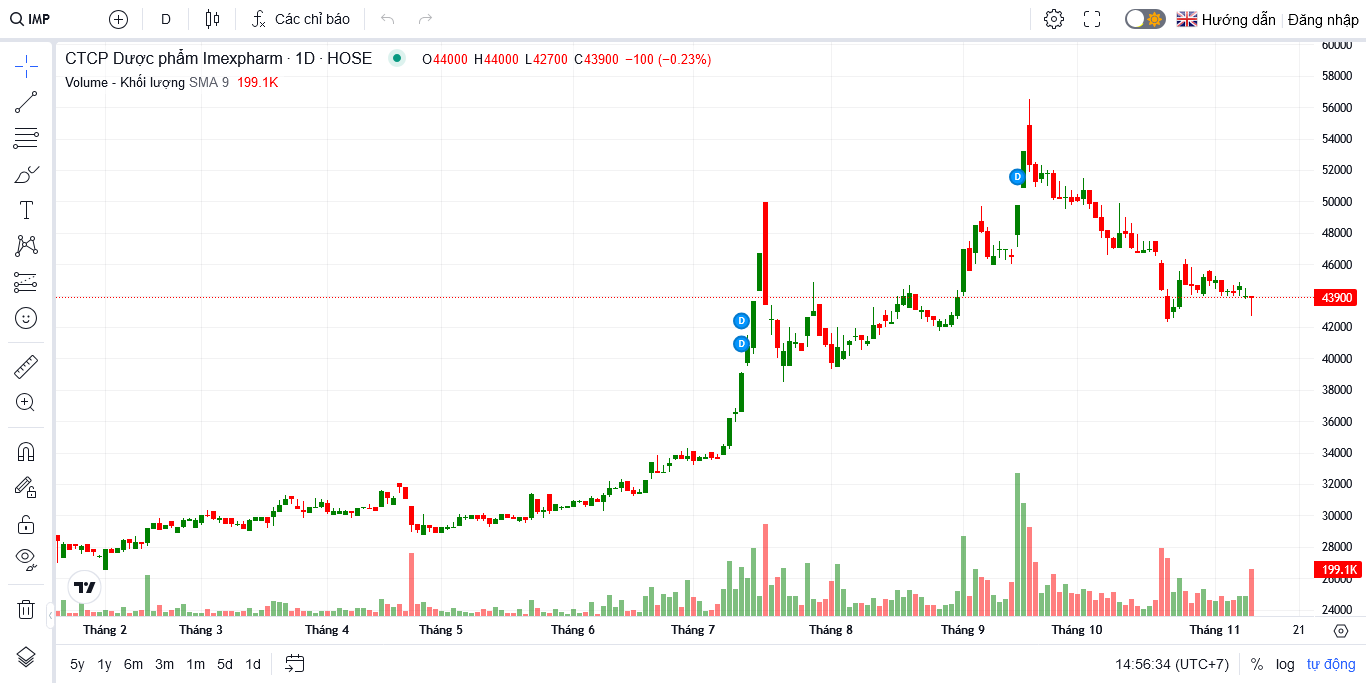 IMP D Các chỉ báo Hướng dẫn Đăng nhập
CTCP Dược phẩm Imexpharm · 1D · HOSE O44000 H44000 L42700 C43900 −100 (−0.23%)
Volume - Khối lượng SMA 9 199.1K
60000
58000
56000
54000
52000
50000
48000
46000
43900
42000
40000
38000
36000
34000
32000
30000
28000
199.1K
26000
24000
D
D
D
Tháng 2 Tháng 3 Tháng 4 Tháng 5 Tháng 6 Tháng 7 Tháng 8 Tháng 9 Tháng 10 Tháng 11 21
5y 1y 6m 3m 1m 5d 1d 14:56:34 (UTC+7) % log tự động